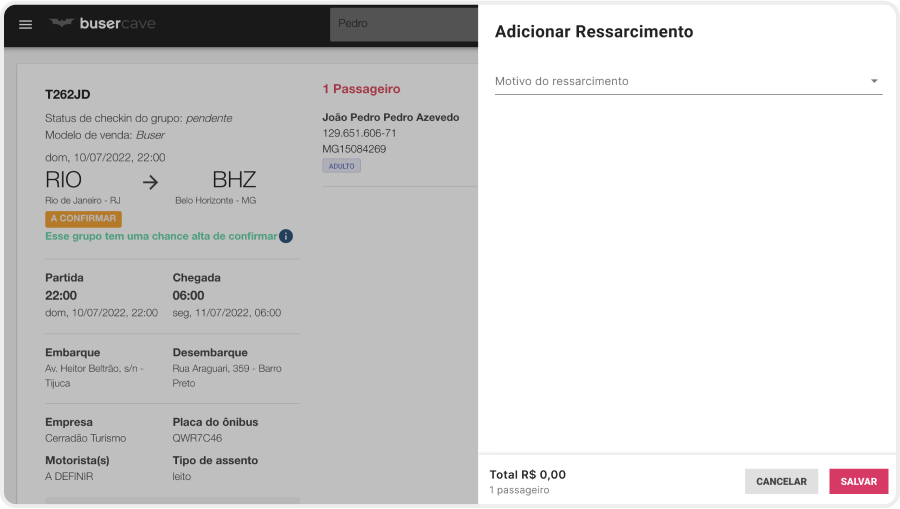 busercave
Pedro
T262JD
Status de checkin do grupo: pendente
Modelo de venda: Buser
dom, 10/07/2022, 22:00
RIO → BHZ
Rio de Janeiro - RJ Belo Horizonte - MG
A CONFIRMAR
Esse grupo tem uma chance alta de confirmar i
Partida Chegada
22:00 06:00
dom, 10/07/2022, 22:00 seg, 11/07/2022, 06:00
Embarque Desembarque
Av. Heitor Beltrão, s/n - Rua Araguari, 359 - Barro
Tijuca Preto
Empresa Placa do ônibus
Cerradão Turismo QWR7C46
Motorista(s) Tipo de assento
A DEFINIR leito
1 Passageiro
João Pedro Pedro Azevedo
129.651.606-71
MG15084269
ADULTO
Adicionar Ressarcimento
Motivo do ressarcimento
Total R$ 0,00
1 passageiro
CANCELAR SALVAR